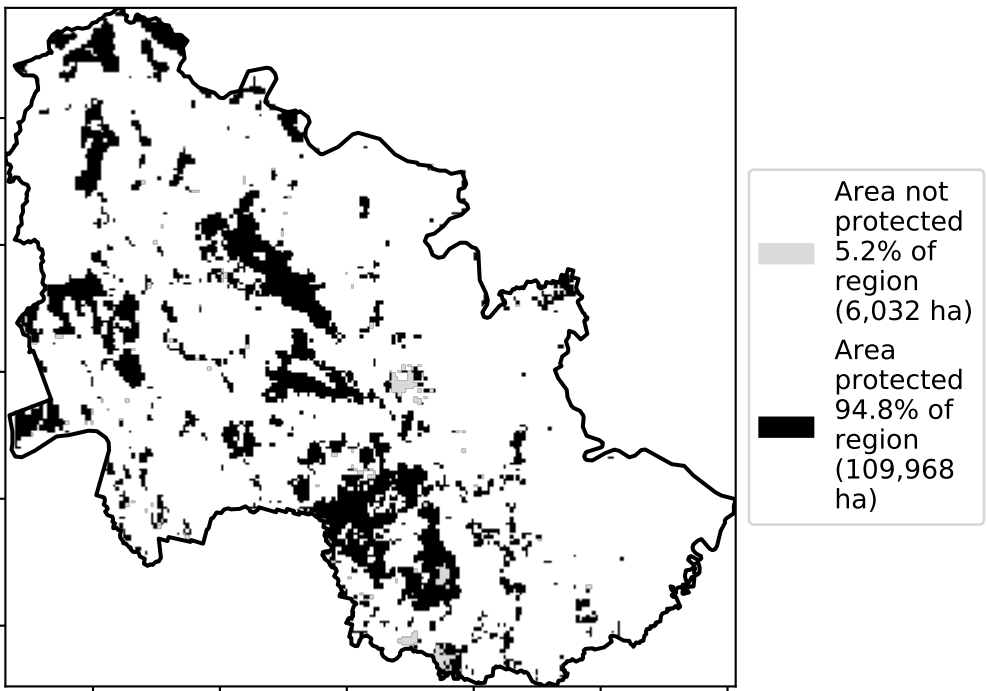 Area not
protected
5.2% of
region
(6,032 ha)
Area
protected
94.8% of
region
(109,968
ha)